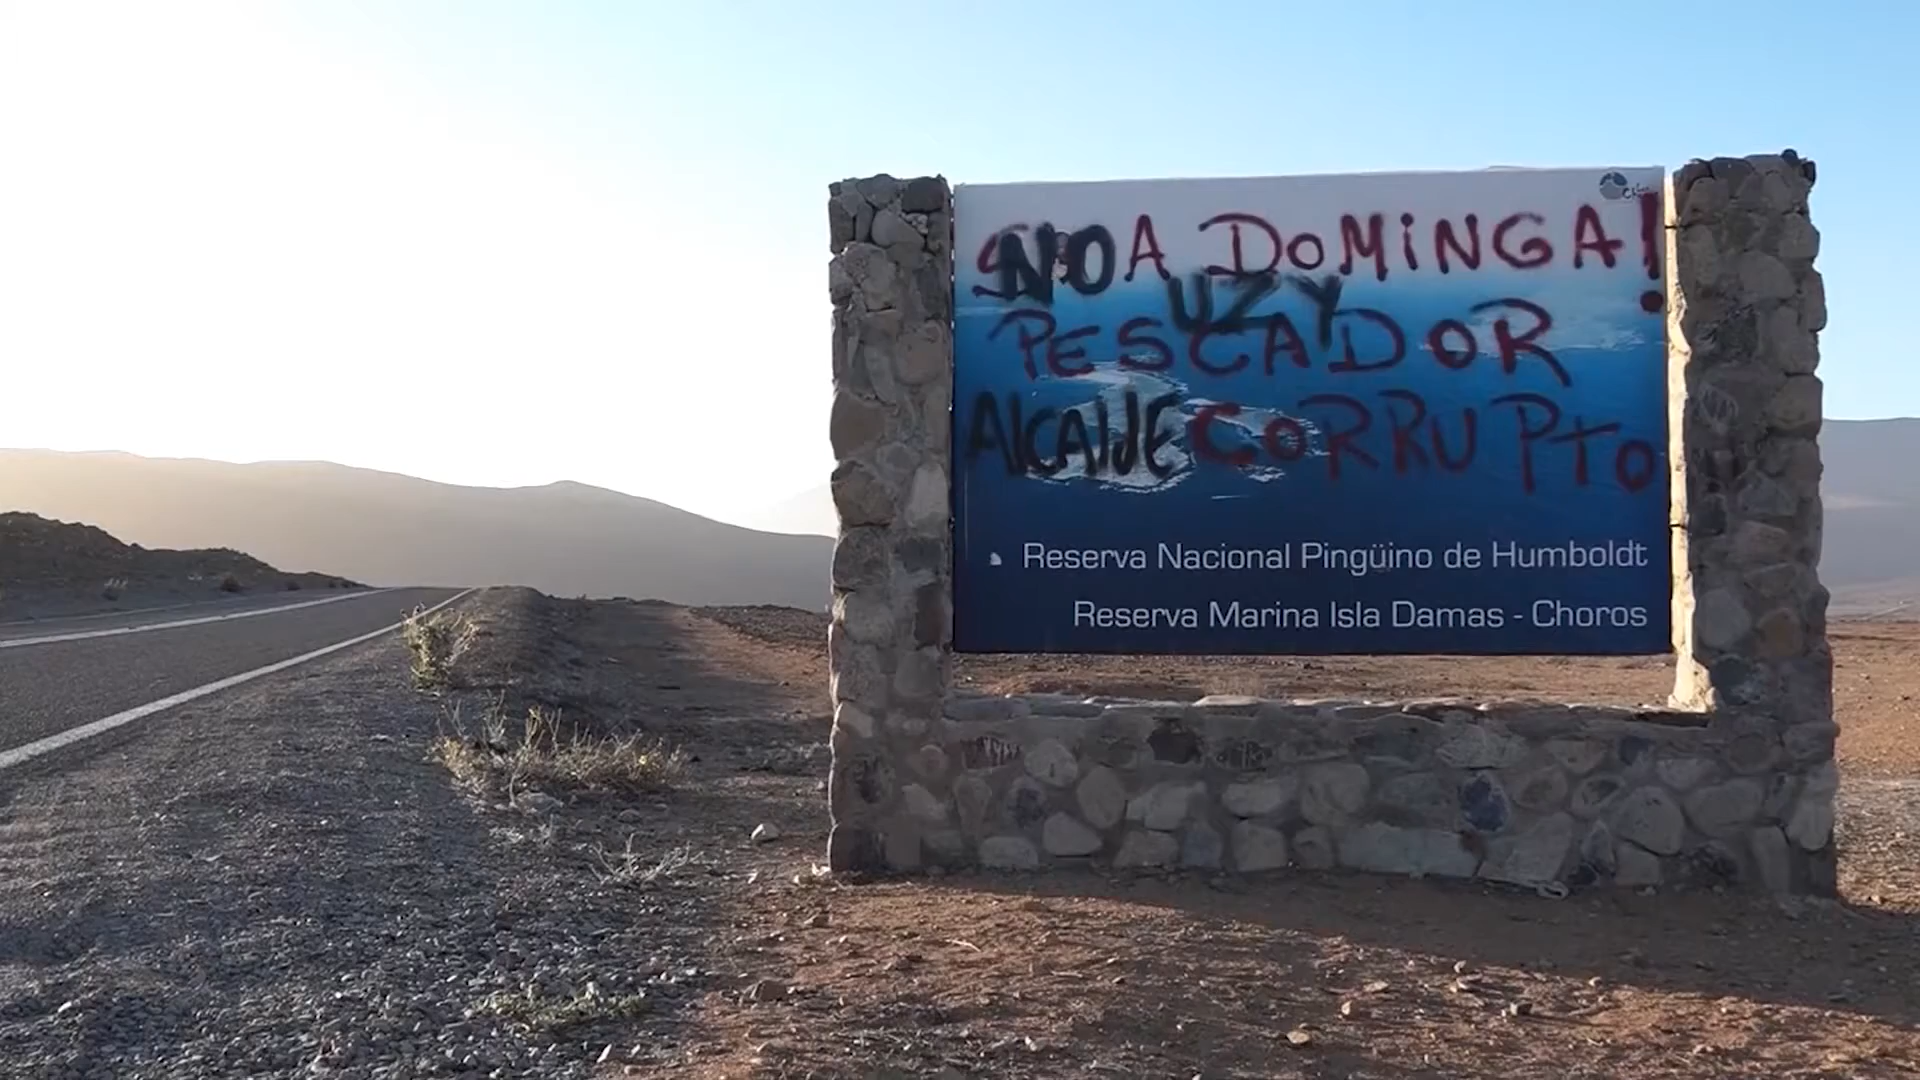 NO A DOMINGA!
UZY
PESCADOR
ALCALDE CORRUPTO
Reserva Nacional Pingüino de Humboldt
Reserva Marina Isla Damas - Choros